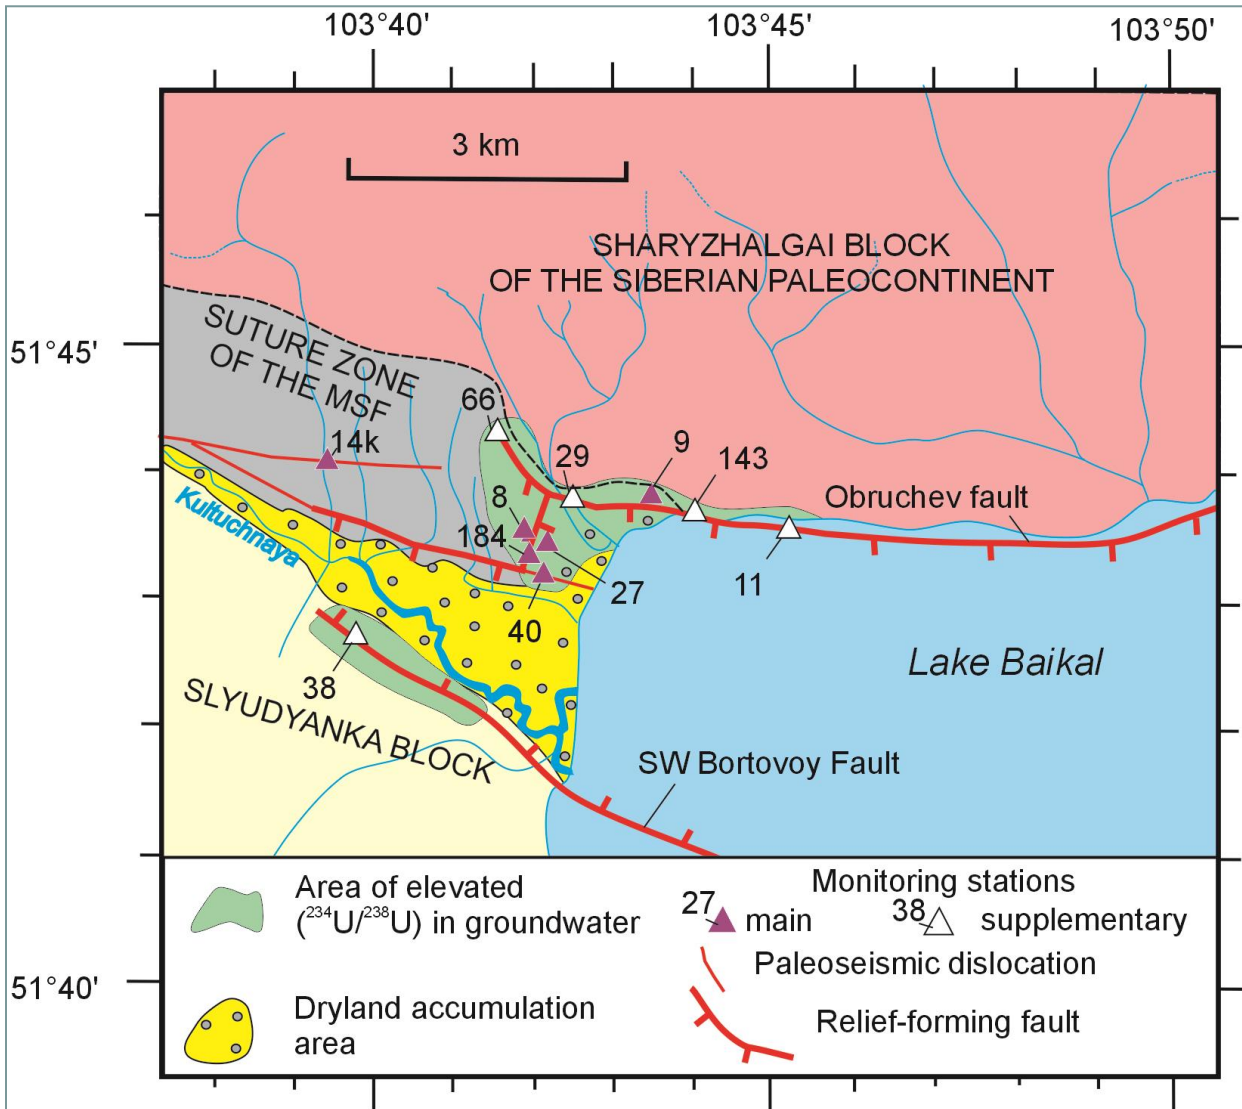 103°40'
103°45'
103°50'
3 km
SHARYZHALGAI BLOCK
OF THE SIBERIAN PALEOCONTINENT
51°45'
SUTURE ZONE
OF THE MSF
66
14k
29
9
143
8
184
Obruchev fault
Kultuchnaya
27
11
40
38
Lake Baikal
SLYUDYANKA BLOCK
SW Bortovoy Fault
Area of elevated
(²³⁴U/²³⁸U) in groundwater
Monitoring stations
27 main
38 supplementary
Paleoseismic dislocation
51°40'
Dryland accumulation
area
Relief-forming fault